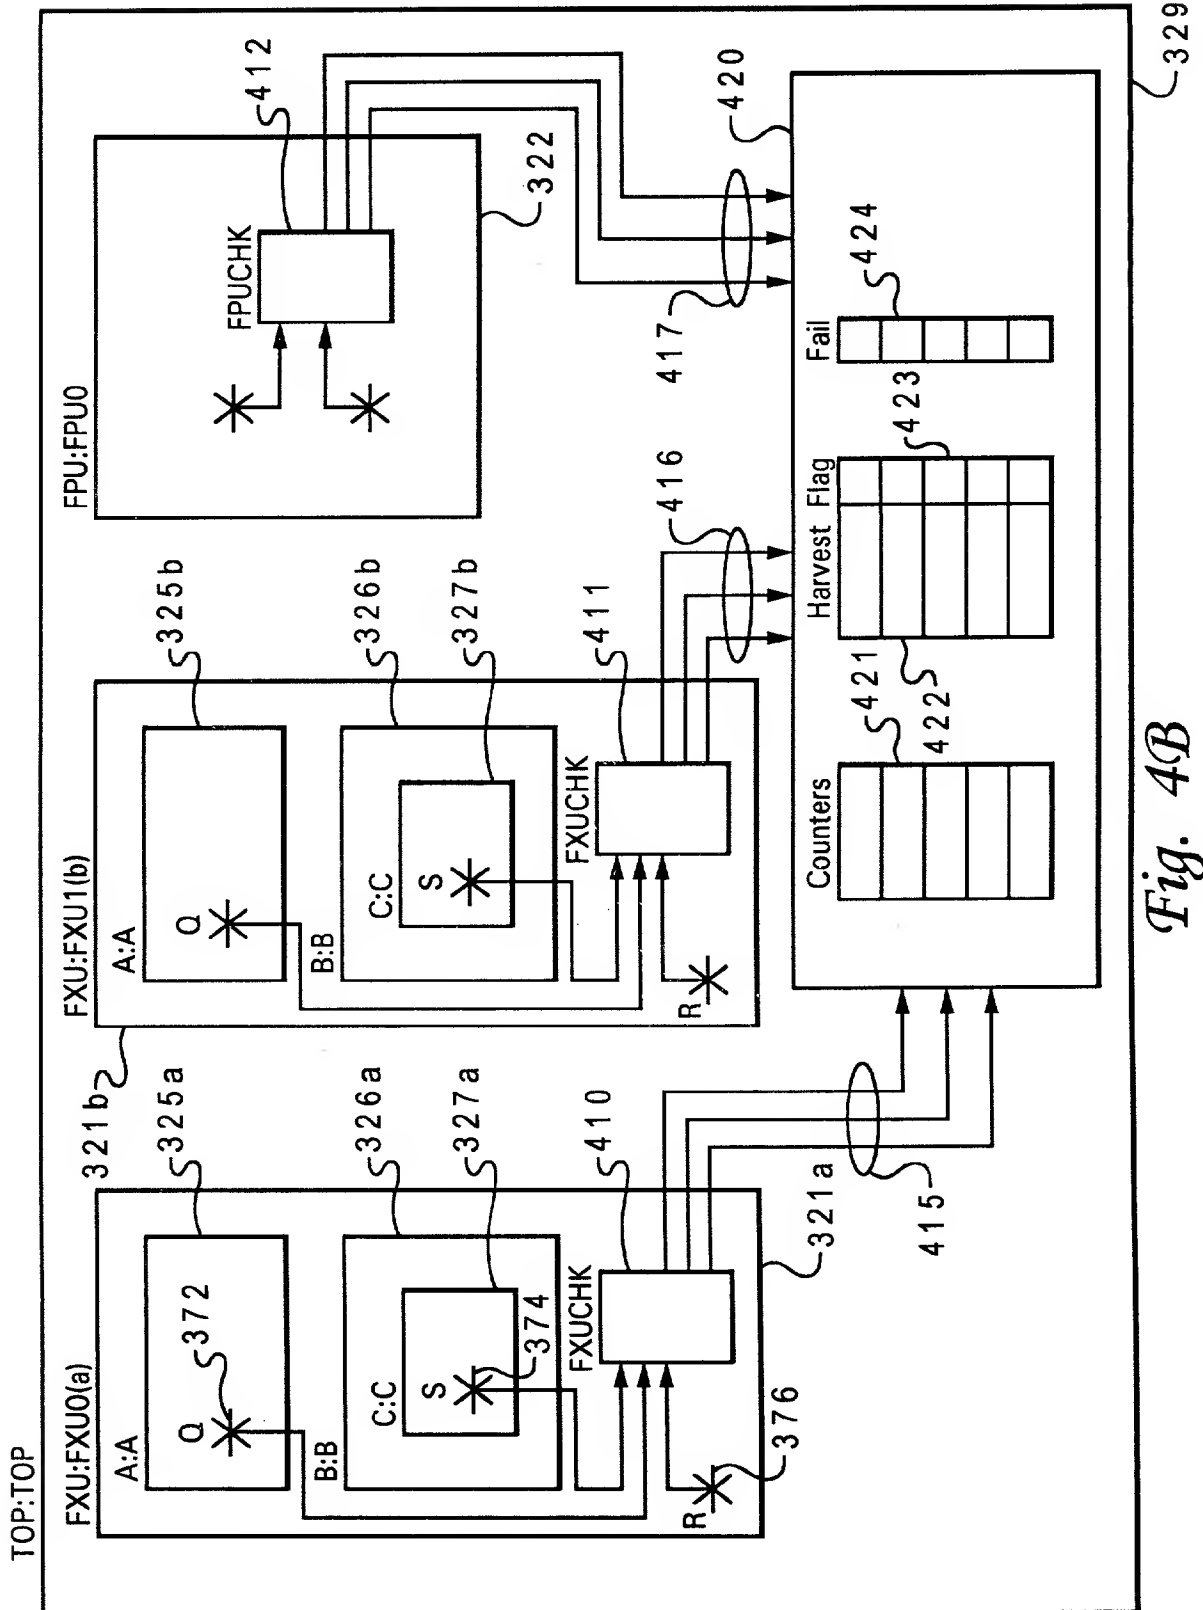 TOP:TOP
FXU:FXU0(a)
A:A
Q
372
325a
B:B
C:C
S
374
326a
327a
FXUCHK
410
R
376
321a
415
321b
FXU:FXU1(b)
A:A
Q
325b
B:B
C:C
S
326b
327b
FXUCHK
411
R
416
FPU:FPU0
FPUCHK
412
322
417
420
Counters
421
Harvest
Flag
422
423
Fail
424
329
Fig. 4B